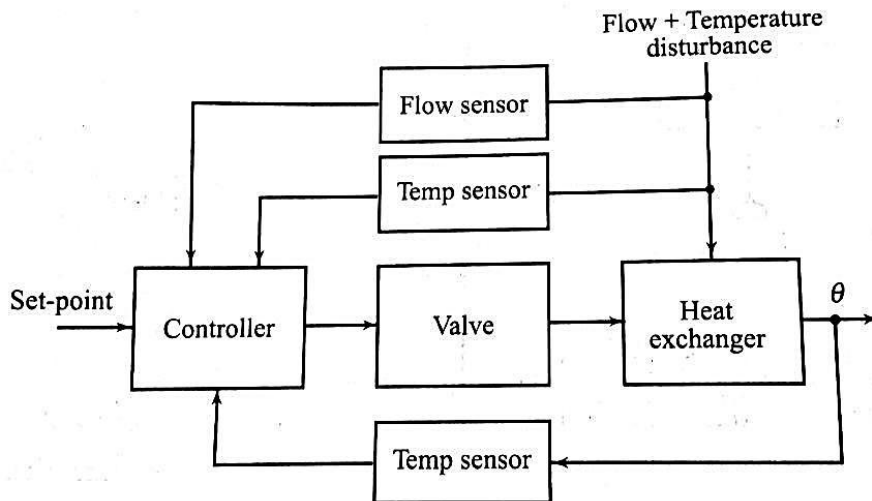 Flow + Temperature
disturbance
Flow sensor
Temp sensor
Set-point
Controller
Valve
Heat
exchanger
θ
Temp sensor